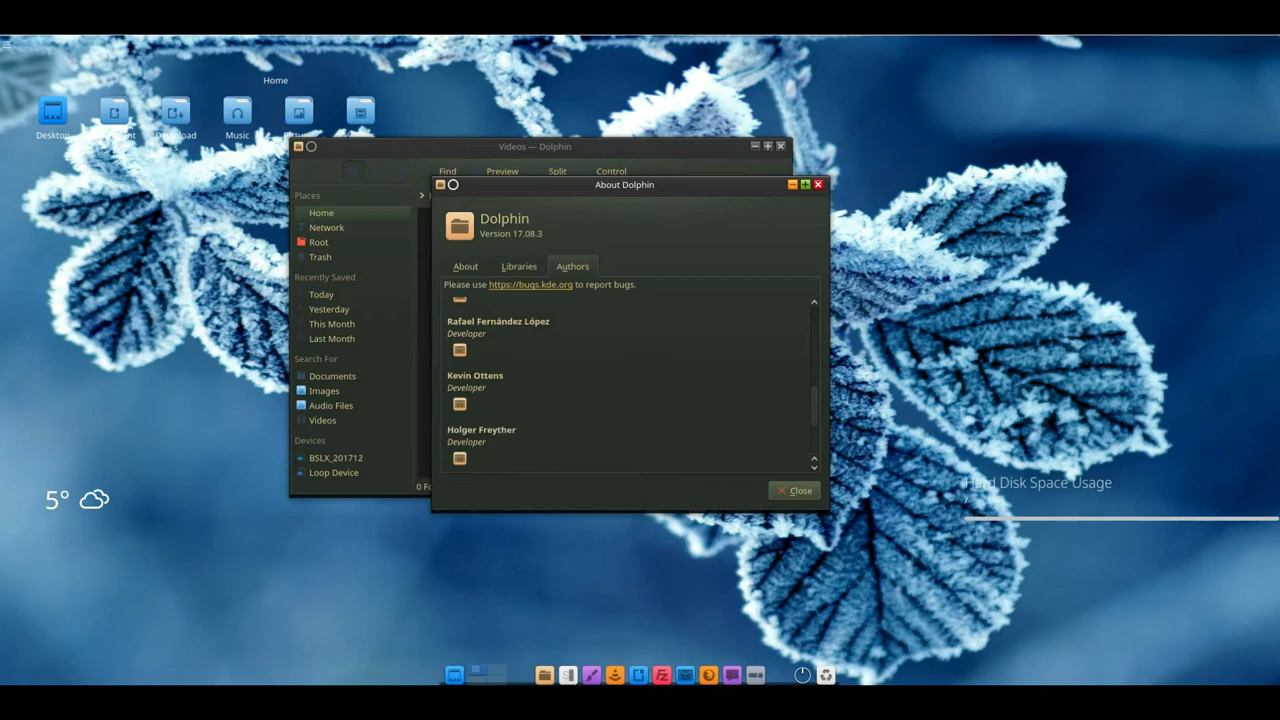 Home
Desktop
Music
Videos — Dolphin
Find
Preview
Split
Control
Places
Home
Network
Root
Trash
Recently Saved
Today
Yesterday
This Month
Last Month
Search For
Documents
Images
Audio Files
Videos
Devices
BSLX_201712
Loop Device
About Dolphin
Dolphin
Version 17.08.3
About
Libraries
Authors
Please use https://bugs.kde.org to report bugs.
Rafael Fernández López
Developer
Kevin Ottens
Developer
Holger Freyther
Developer
Close
5°
Hard Disk Space Usage
/